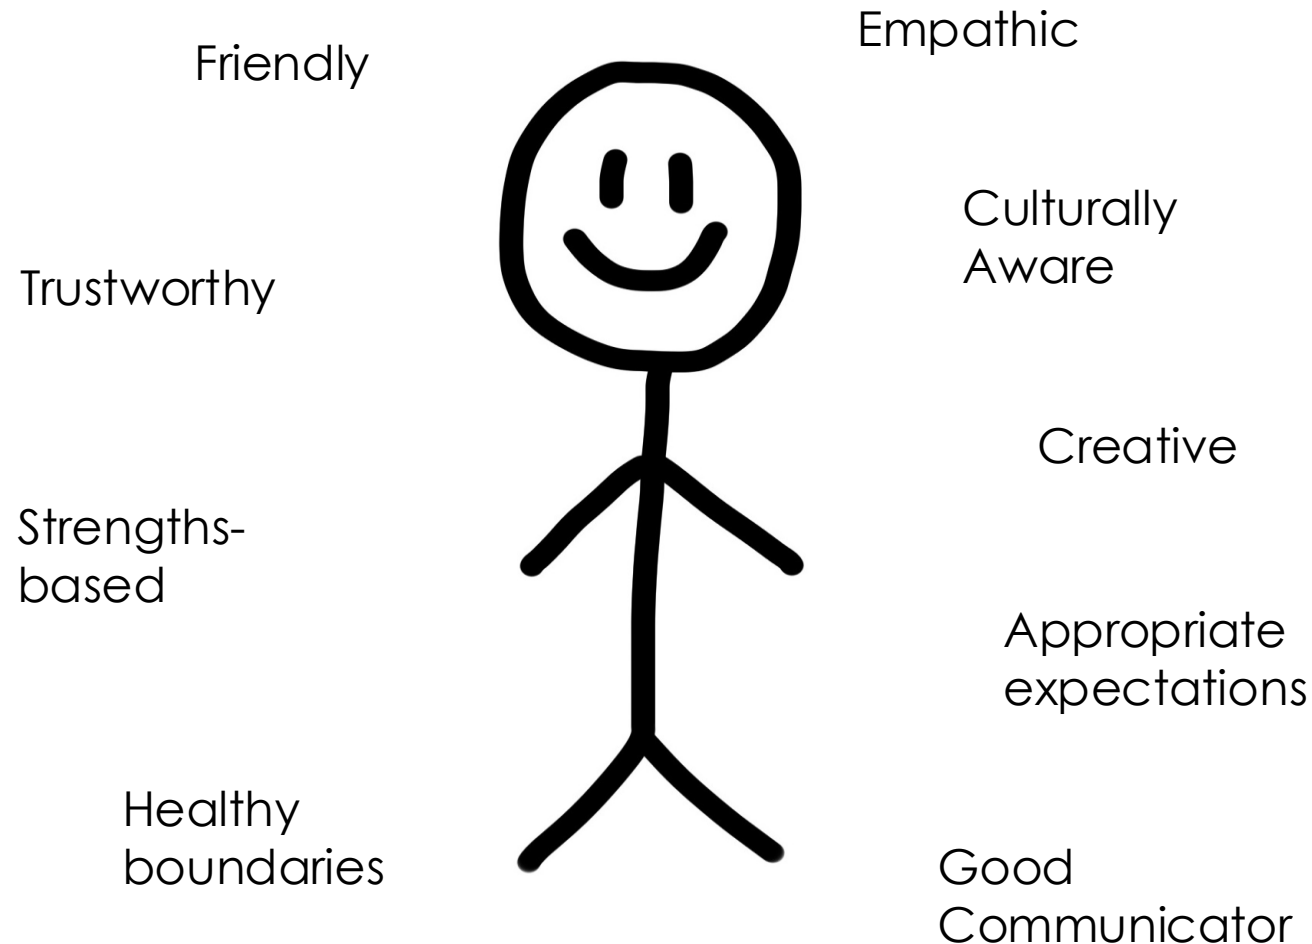 Friendly
Empathic
Culturally
Aware
Trustworthy
Creative
Strengths-
based
Appropriate
expectations
Healthy
boundaries
Good
Communicator